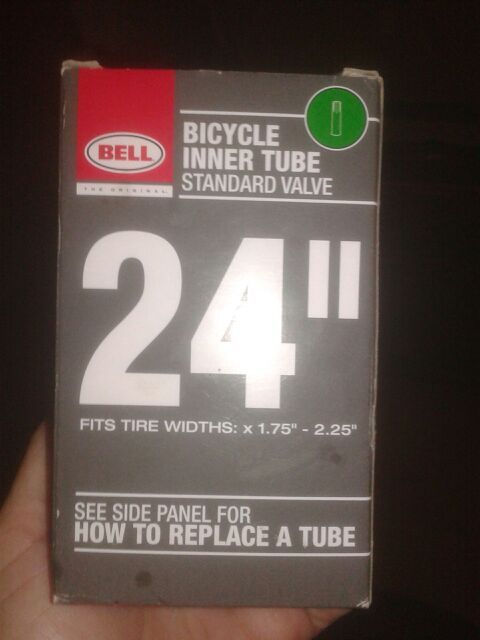 BELL
THE ORIGINAL
BICYCLE
INNER TUBE
STANDARD VALVE
24"
FITS TIRE WIDTHS: x 1.75" - 2.25"
SEE SIDE PANEL FOR
HOW TO REPLACE A TUBE